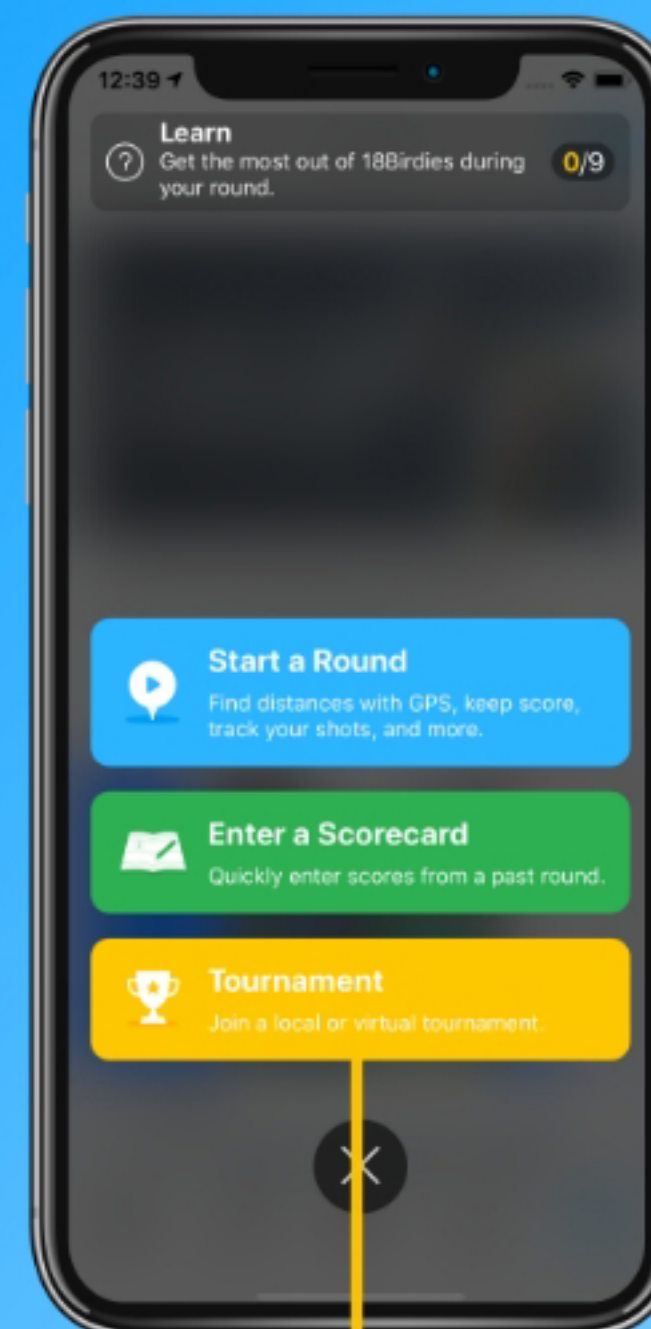 12:39
Learn
Get the most out of 18Birdies during
your round.
0/9
Start a Round
Find distances with GPS, keep score,
track your shots, and more.
Enter a Scorecard
Quickly enter scores from a past round.
Tournament
Join a local or virtual tournament.